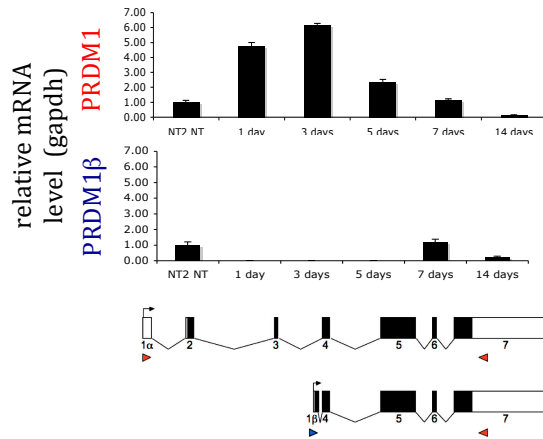 relative mRNA
level (gapdh)
PRDM1
7.00
6.00
5.00
4.00
3.00
2.00
1.00
0.00
NT2 NT 1 day 3 days 5 days 7 days 14 days
PRDM1β
7.00
6.00
5.00
4.00
3.00
2.00
1.00
0.00
NT2 NT 1 day 3 days 5 days 7 days 14 days
1α 2 3 4 5 6 7
1β 4 5 6 7